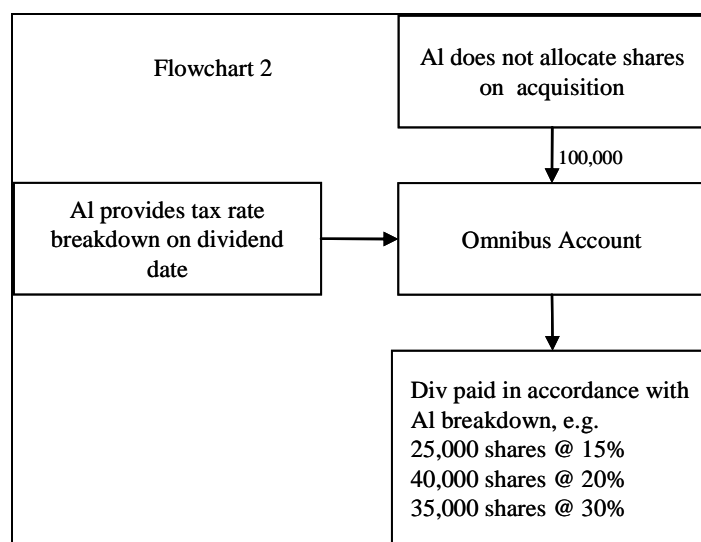 Flowchart 2
Al does not allocate shares
on acquisition
100,000
Al provides tax rate
breakdown on dividend
date
Omnibus Account
Div paid in accordance with
Al breakdown, e.g.
25,000 shares @ 15%
40,000 shares @ 20%
35,000 shares @ 30%